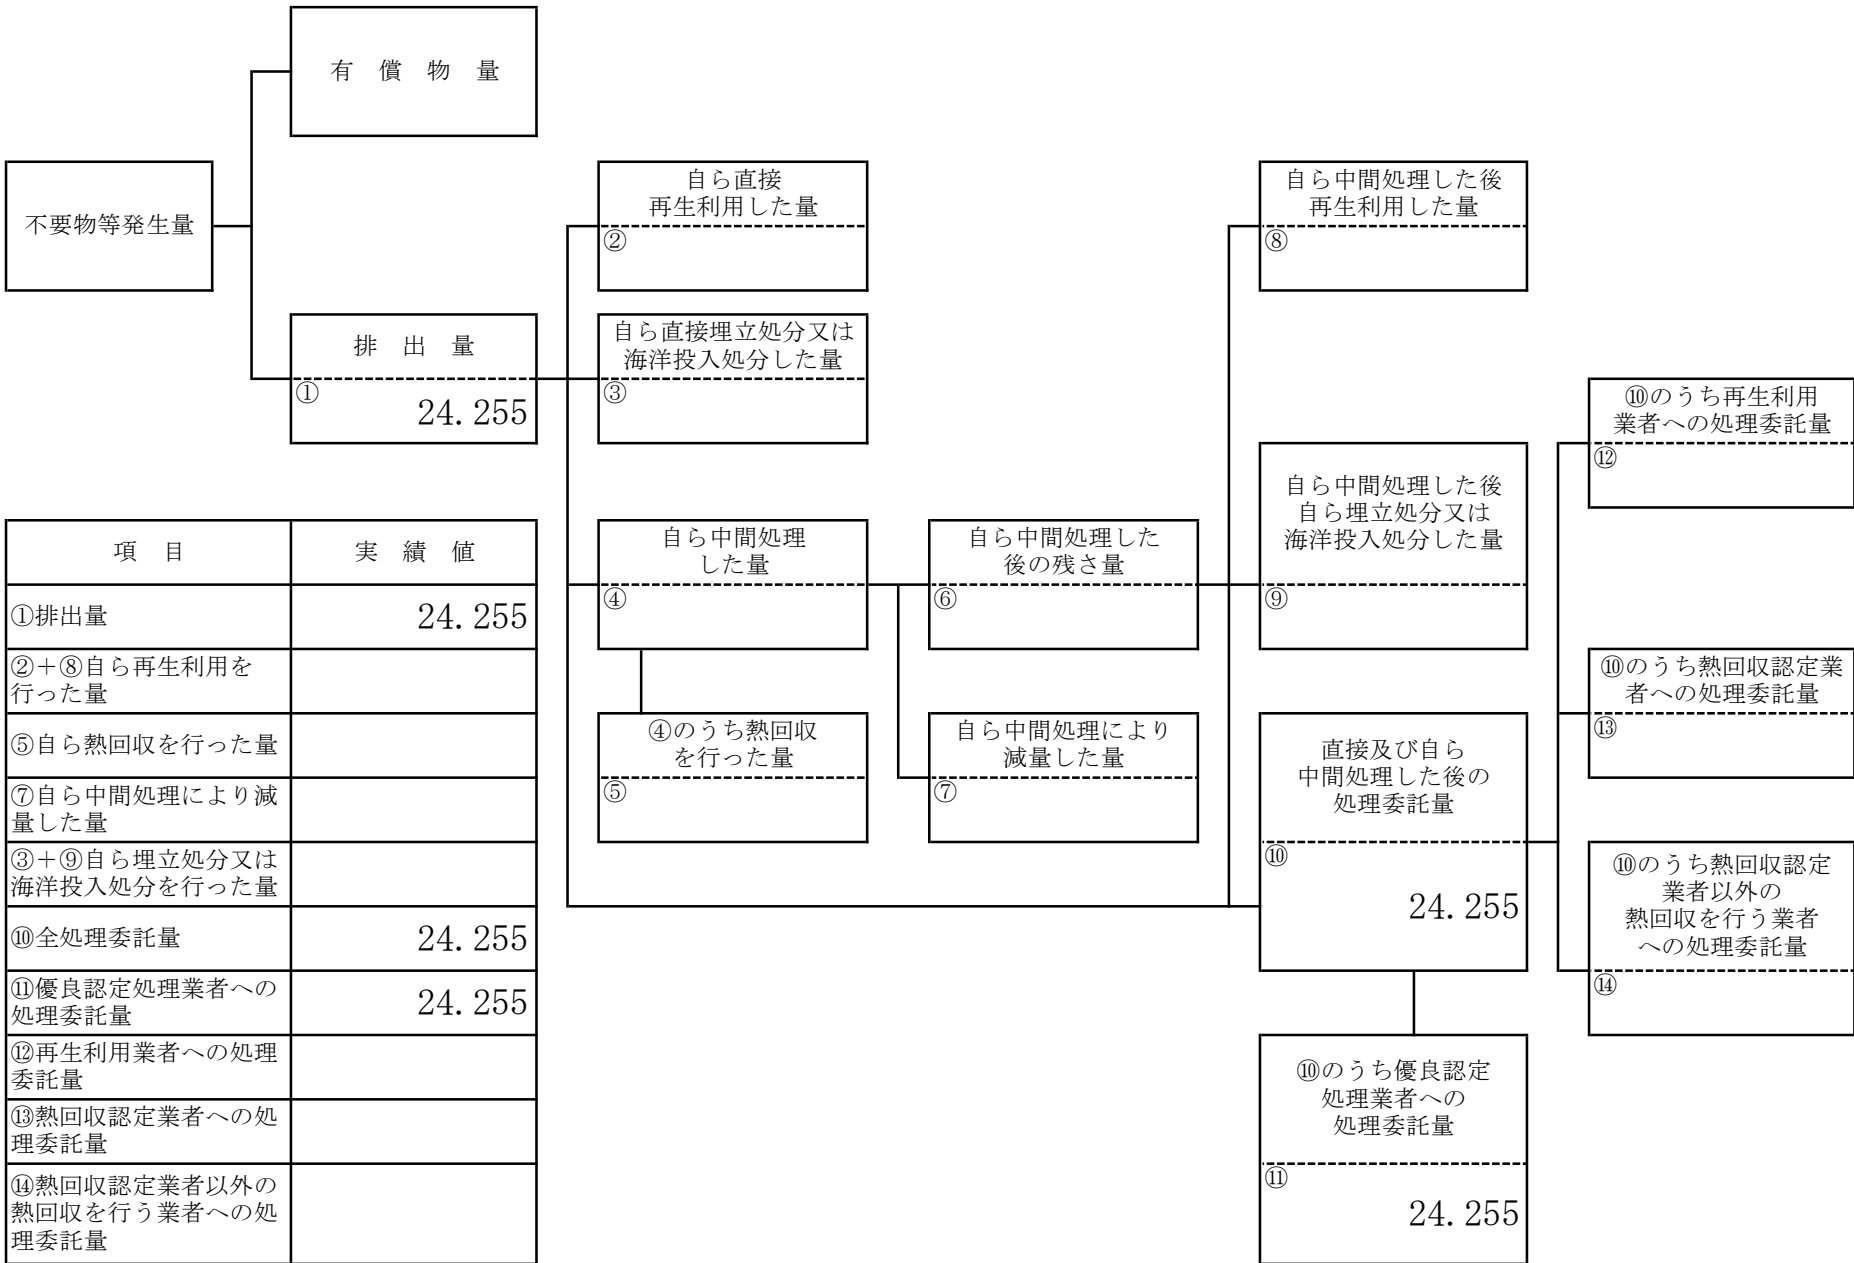 有 償 物 量
不要物等発生量
排 出 量
①
24.255
自ら直接
再生利用した量
②
自ら直接埋立処分又は
海洋投入処分した量
③
自ら中間処理
した量
④
④のうち熱回収
を行った量
⑤
自ら中間処理した
後の残さ量
⑥
自ら中間処理により
減量した量
⑦
自ら中間処理した後
再生利用した量
⑧
自ら中間処理した後
自ら埋立処分又は
海洋投入処分した量
⑨
直接及び自ら
中間処理した後の
処理委託量
⑩
24.255
⑩のうち優良認定
処理業者への
処理委託量
⑪
24.255
⑩のうち再生利用
業者への処理委託量
⑫
⑩のうち熱回収認定業
者への処理委託量
⑬
⑩のうち熱回収認定
業者以外の
熱回収を行う業者
への処理委託量
⑭
項 目 実 績 値
①排出量 24.255
②+⑧自ら再生利用を
行った量
⑤自ら熱回収を行った量
⑦自ら中間処理により減
量した量
③+⑨自ら埋立処分又は
海洋投入処分を行った量
⑩全処理委託量 24.255
⑪優良認定処理業者への
処理委託量 24.255
⑫再生利用業者への処理
委託量
⑬熱回収認定業者への処
理委託量
⑭熱回収認定業者以外の
熱回収を行う業者への処
理委託量